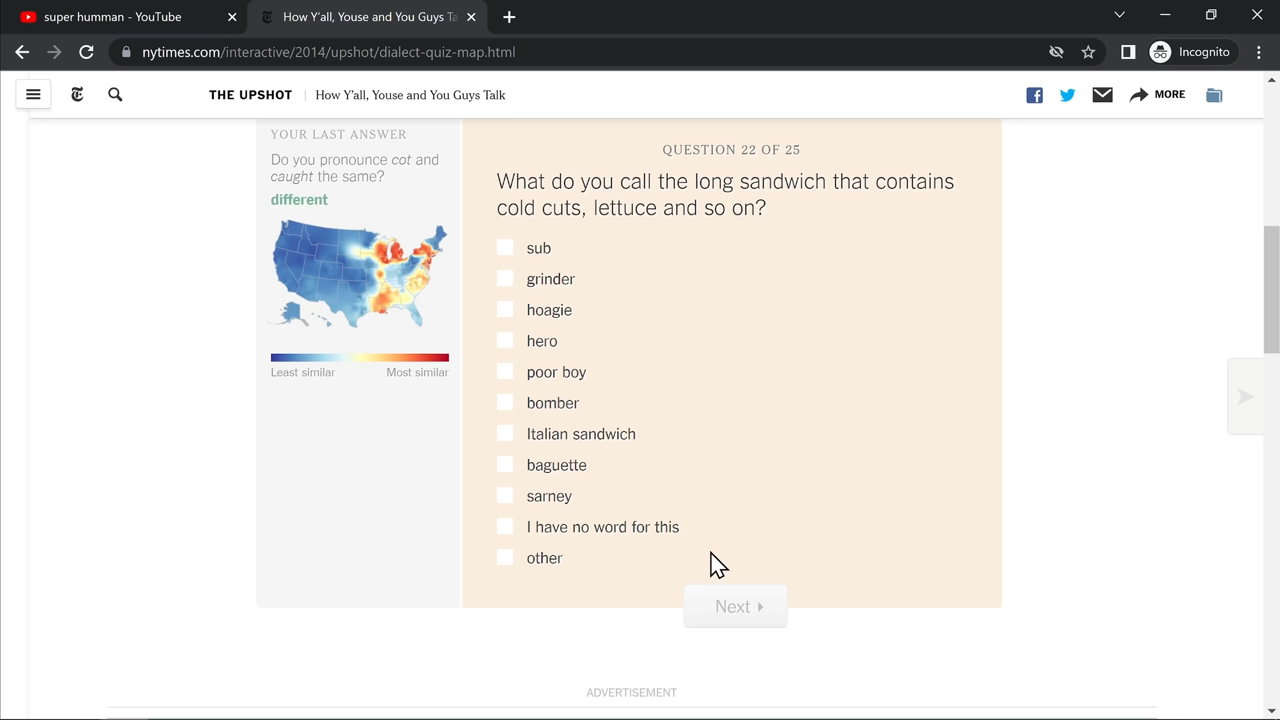 super humman - YouTube
How Y'all, Youse and You Guys Ta
nytimes.com/interactive/2014/upshot/dialect-quiz-map.html
Incognito
THE UPSHOT
How Y'all, Youse and You Guys Talk
MORE
YOUR LAST ANSWER
Do you pronounce cot and
caught the same?
different
Least similar
Most similar
QUESTION 22 OF 25
What do you call the long sandwich that contains
cold cuts, lettuce and so on?
sub
grinder
hoagie
hero
poor boy
bomber
Italian sandwich
baguette
sarney
I have no word for this
other
Next
ADVERTISEMENT